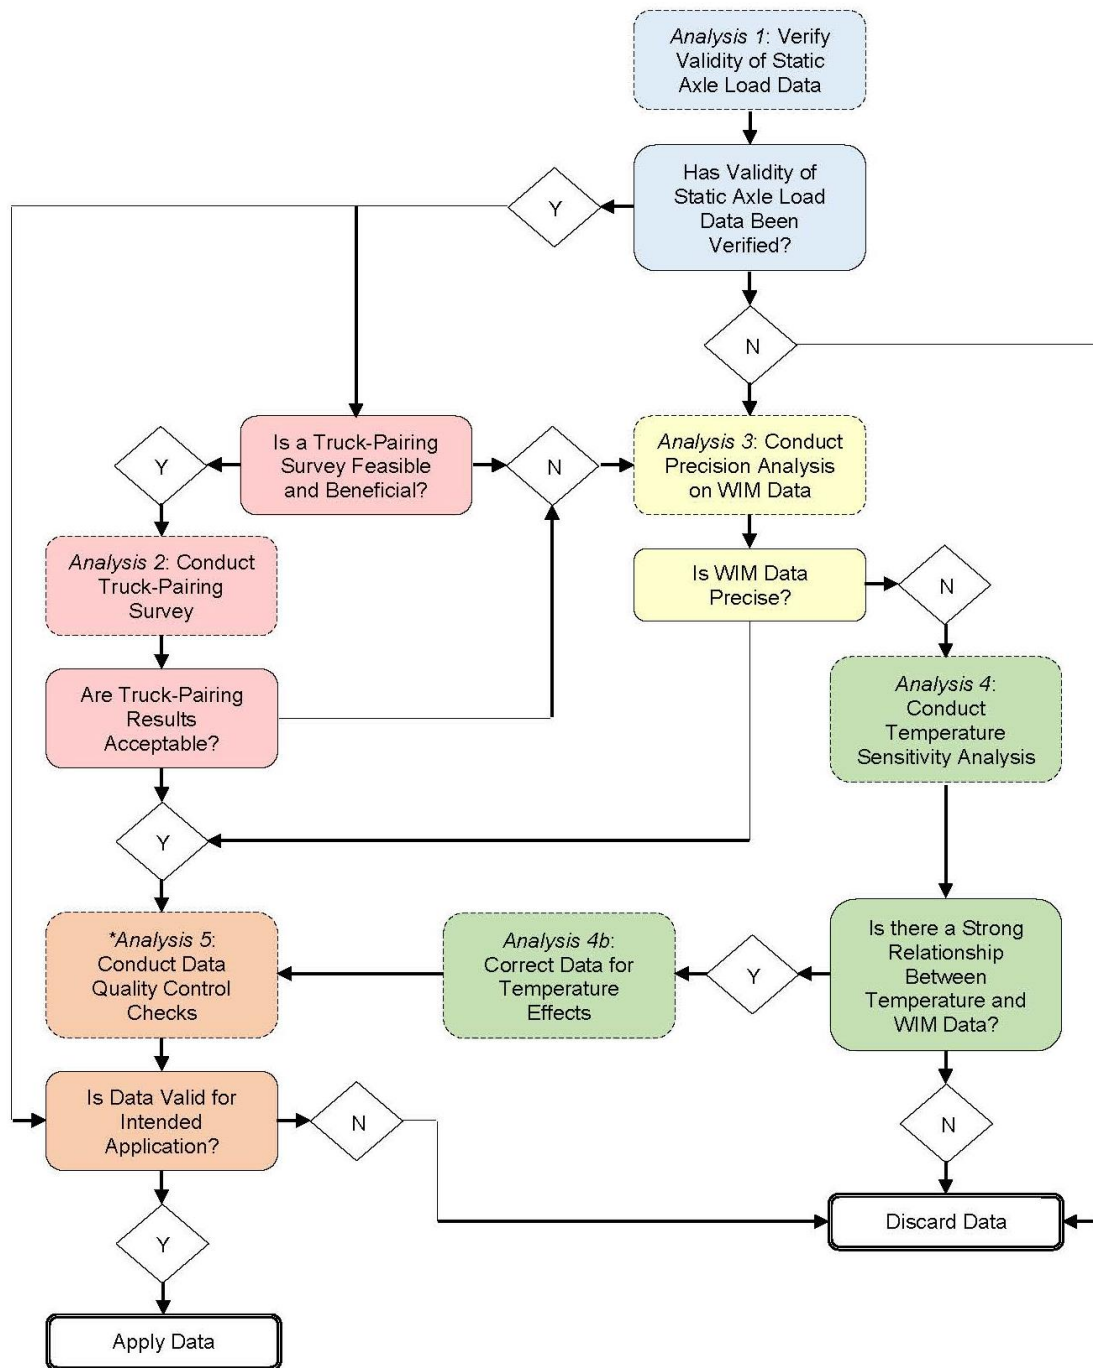 Analysis 1: Verify
Validity of Static
Axle Load Data
Has Validity of
Static Axle Load
Data Been
Verified?
Y
N
Is a Truck-Pairing
Survey Feasible
and Beneficial?
Y
N
Analysis 3: Conduct
Precision Analysis
on WIM Data
Analysis 2: Conduct
Truck-Pairing
Survey
Is WIM Data
Precise?
N
Are Truck-Pairing
Results
Acceptable?
Analysis 4:
Conduct
Temperature
Sensitivity Analysis
Y
*Analysis 5:
Conduct Data
Quality Control
Checks
Analysis 4b:
Correct Data for
Temperature
Effects
Y
Is there a Strong
Relationship
Between
Temperature and
WIM Data?
Is Data Valid for
Intended
Application?
N
N
Y
Discard Data
Apply Data